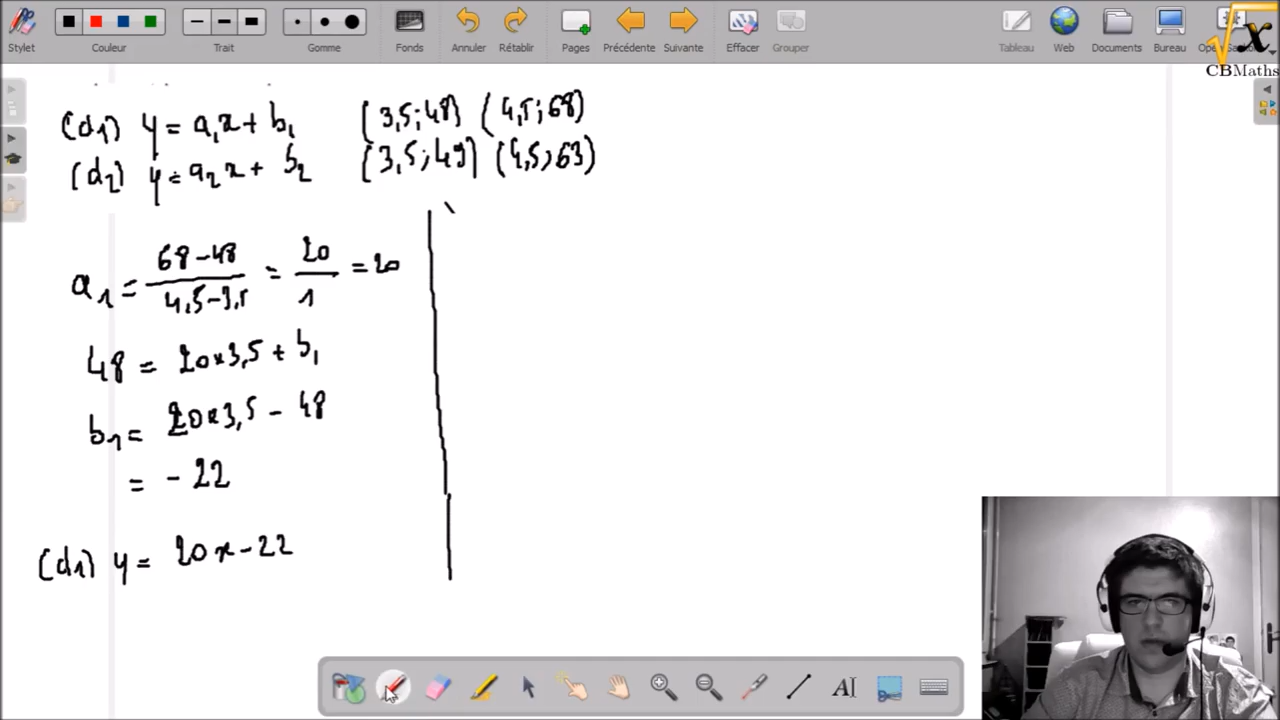 Stylet Couleur Trait Gomme Fonds Annuler Rétablir Pages Précédente Suivante Effacer Grouper Tableau Web Documents Bureau
√x
CBMaths
(d1) y = a1x + b1 (3,5;48) (4,5;68)
(d2) y = a2x + b2 (3,5;49) (4,5;63)
a1 = 68-48 / 4,5-3,5 = 20 / 1 = 20
48 = 20×3,5 + b1
b1 = 20×3,5 - 48
= -22
(d1) y = 20x-22